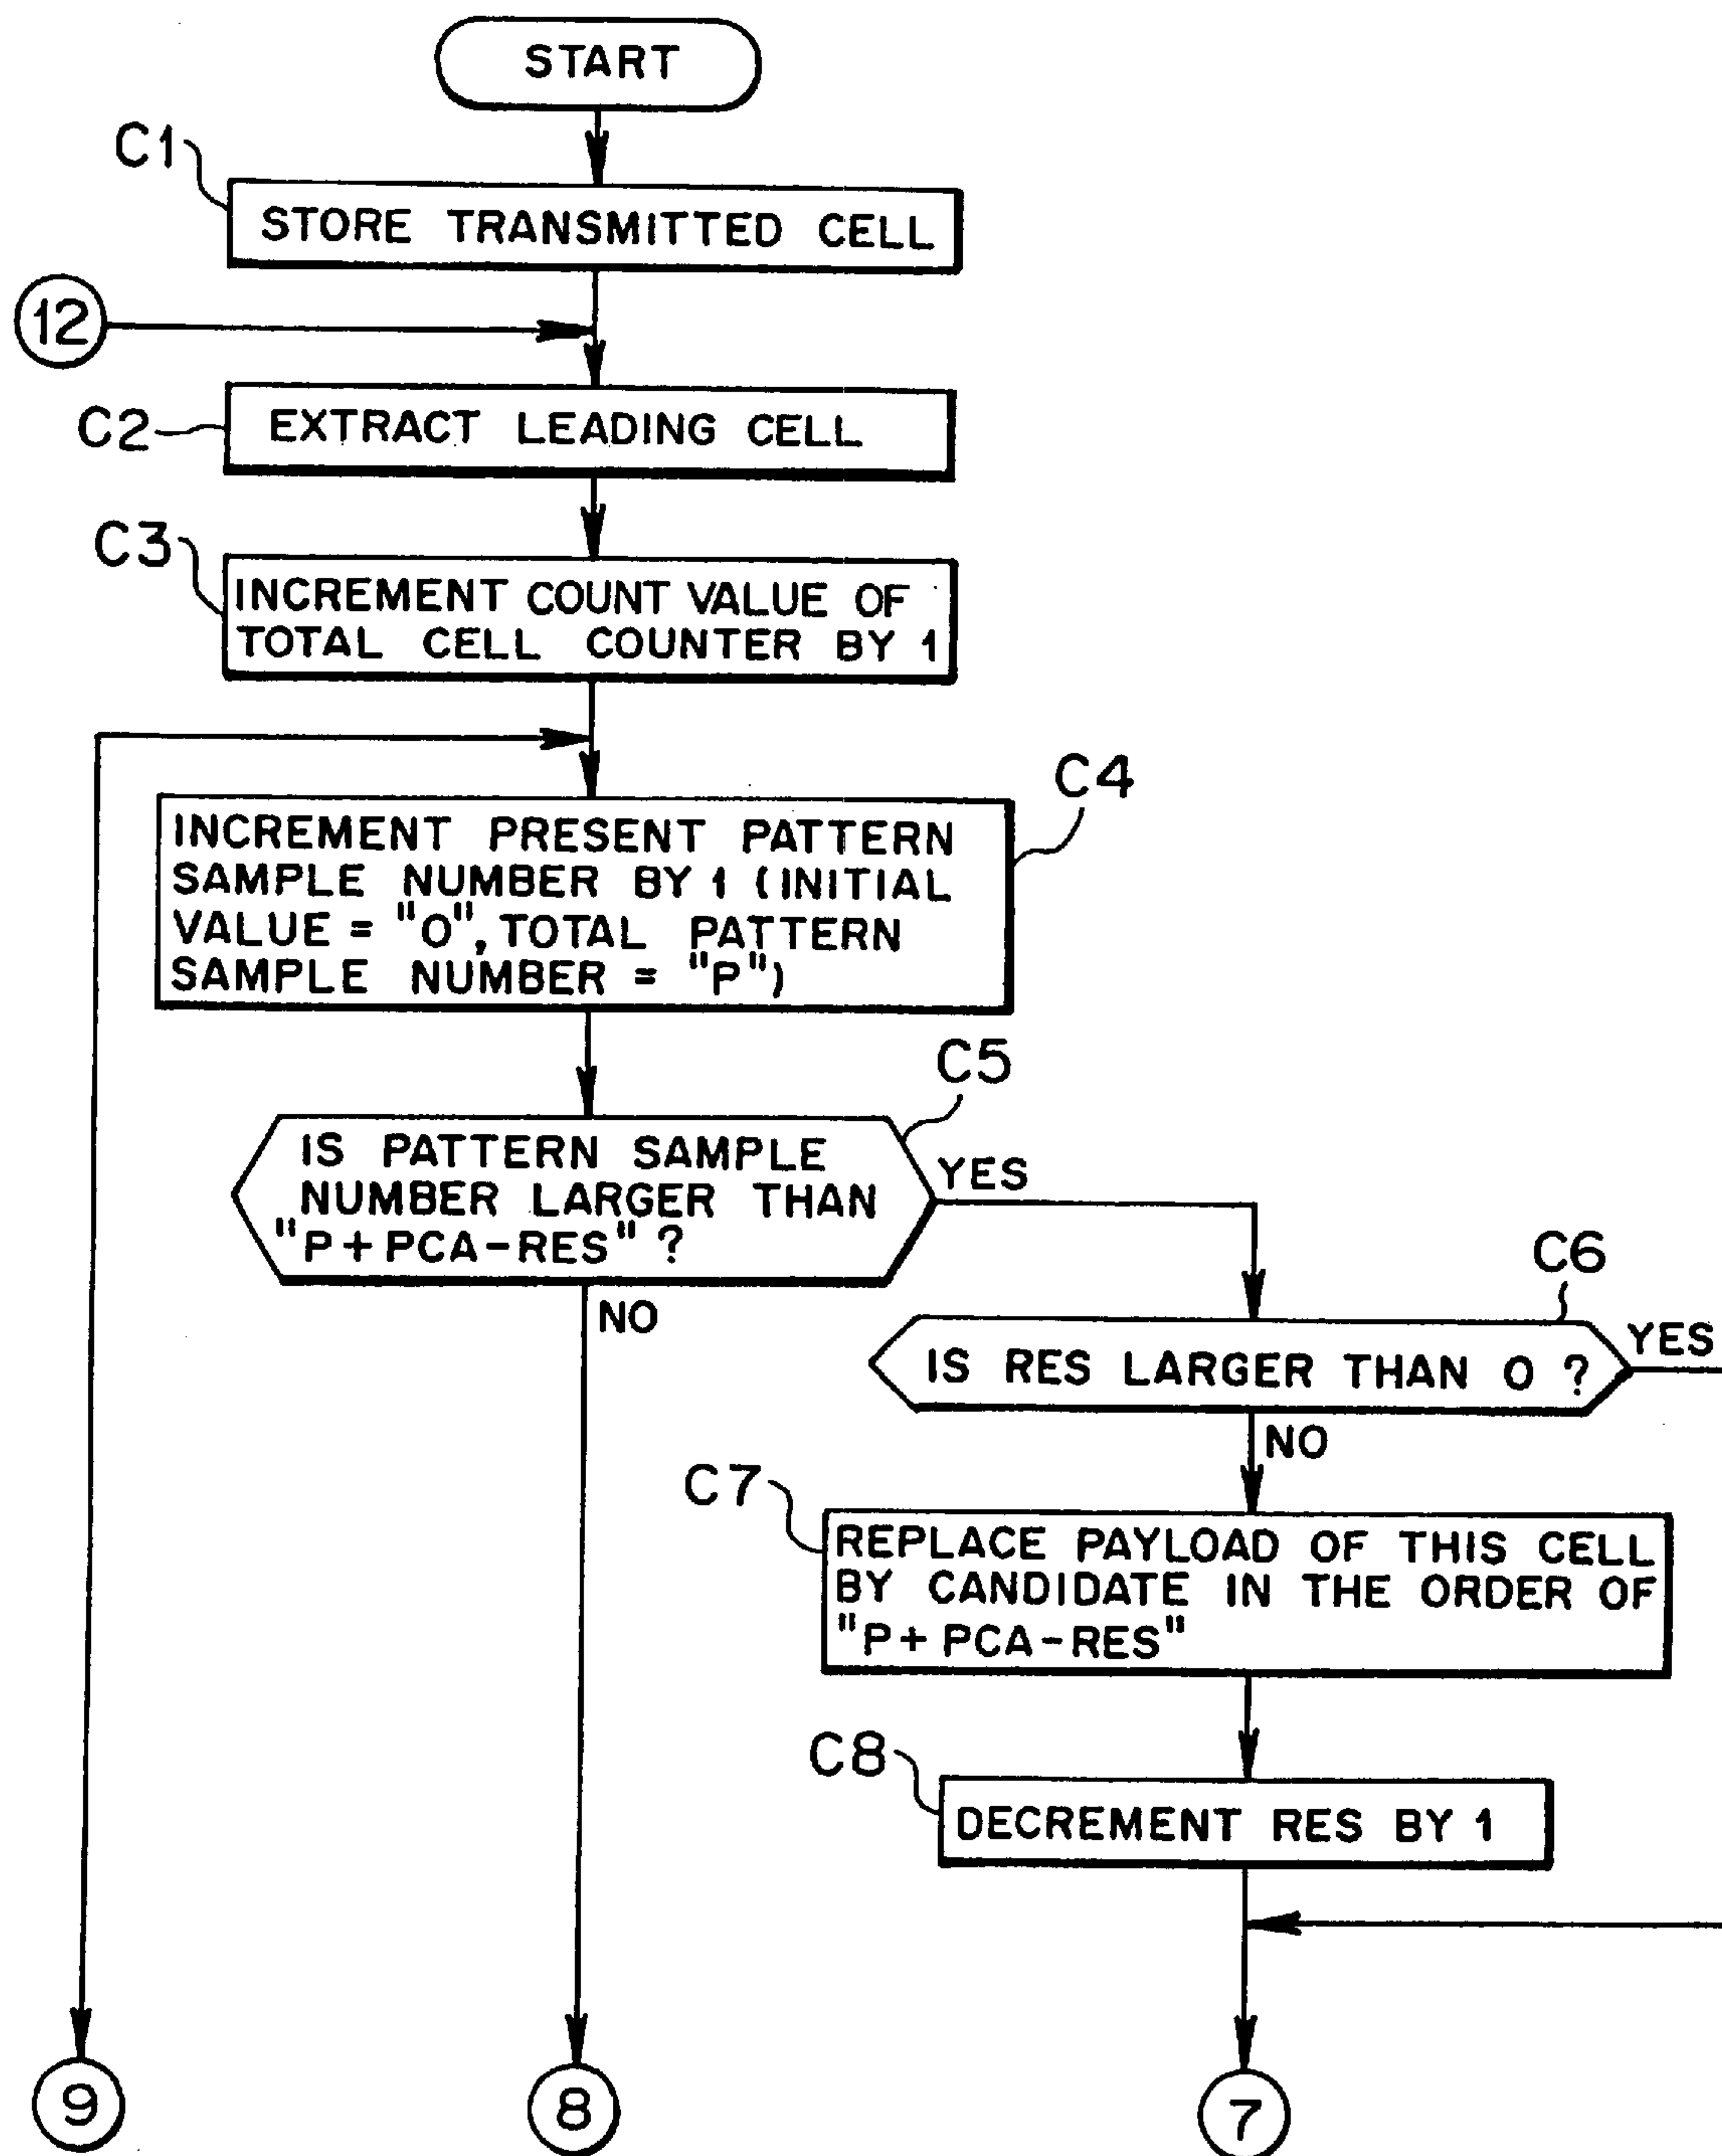 START
C1
STORE TRANSMITTED CELL
12
C2
EXTRACT LEADING CELL
C3
INCREMENT COUNT VALUE OF
TOTAL CELL COUNTER BY 1
C4
INCREMENT PRESENT PATTERN
SAMPLE NUMBER BY 1 (INITIAL
VALUE = "0", TOTAL PATTERN
SAMPLE NUMBER = "P")
C5
IS PATTERN SAMPLE
NUMBER LARGER THAN
"P+PCA-RES" ?
YES
NO
C6
IS RES LARGER THAN 0 ?
YES
NO
C7
REPLACE PAYLOAD OF THIS CELL
BY CANDIDATE IN THE ORDER OF
"P+PCA-RES"
C8
DECREMENT RES BY 1
9
8
7